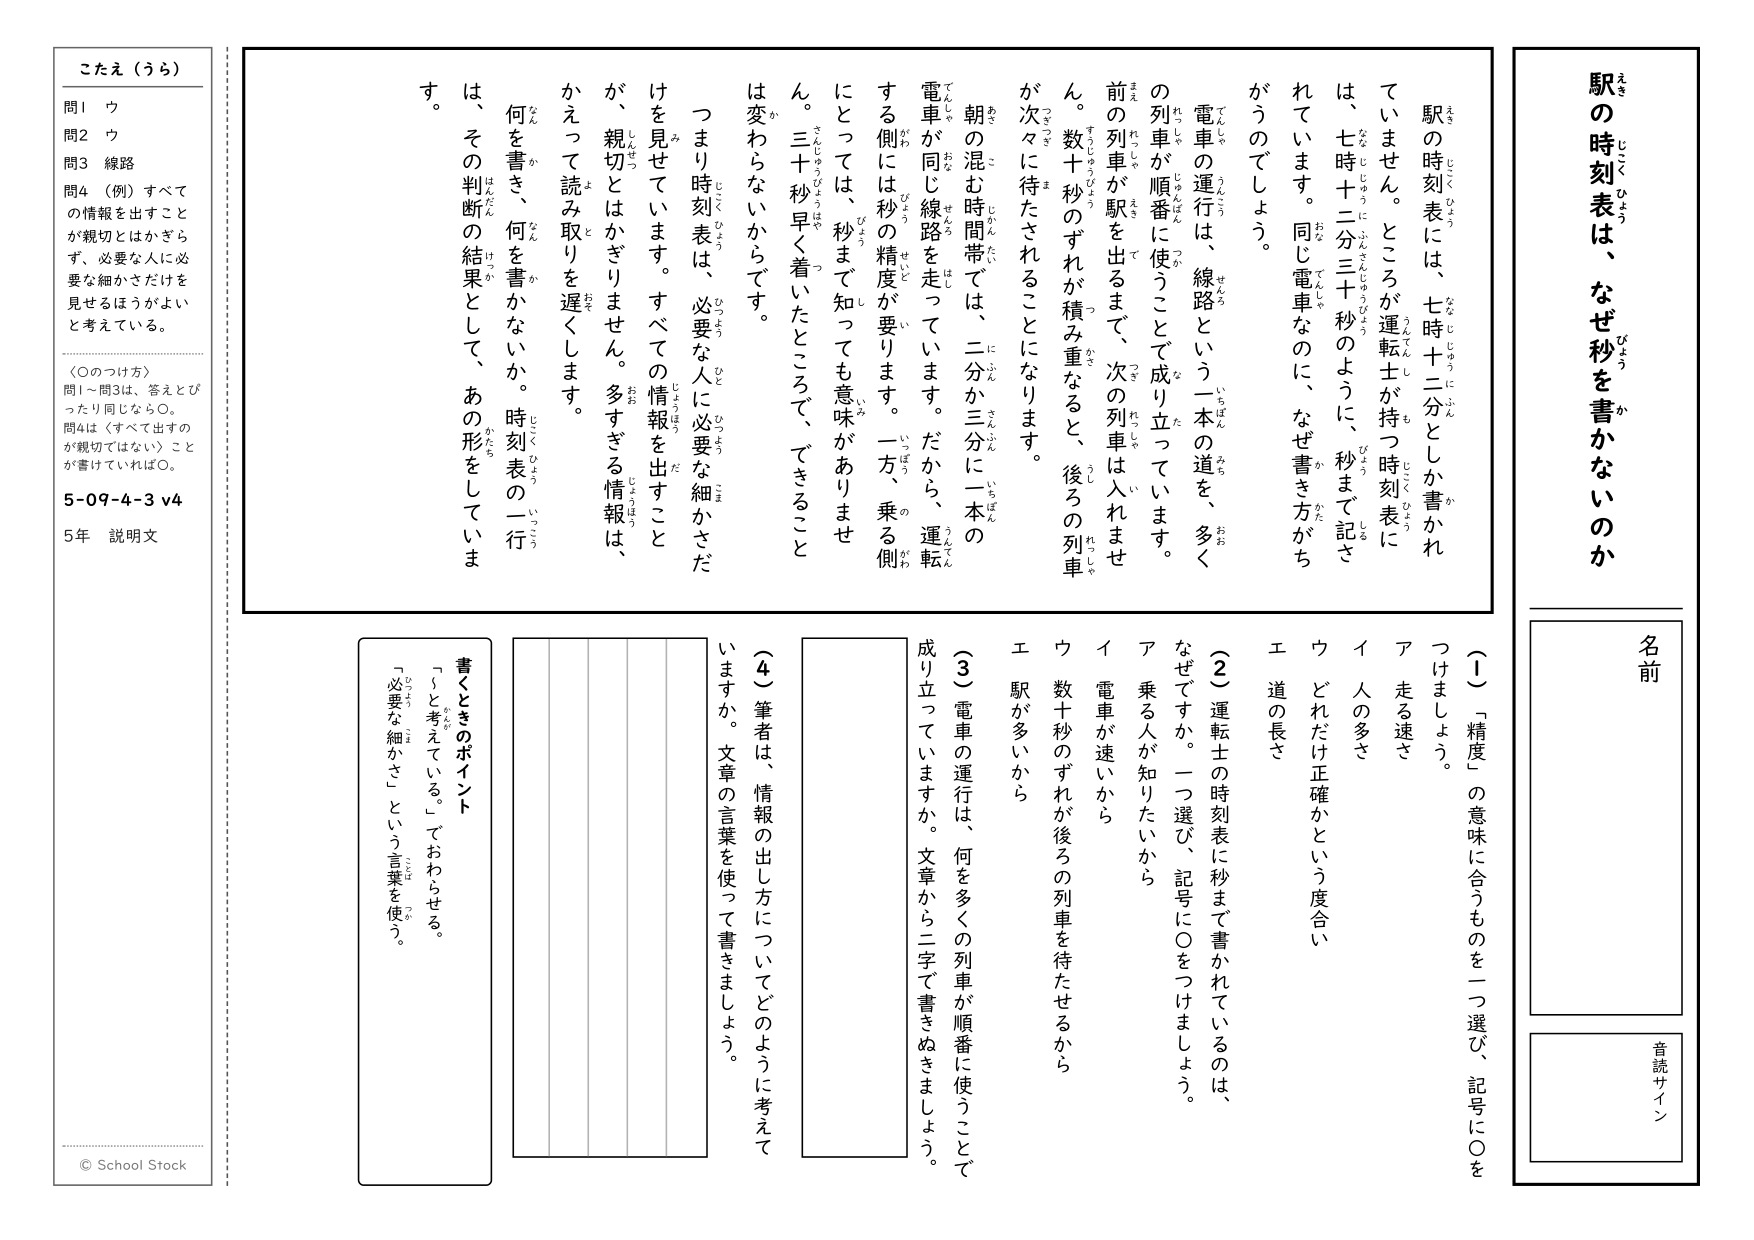 駅の時刻表は、なぜ秒を書かないのか
名前
音読サイン
駅の時刻表には、七時十二分としか書かれ
ていません。ところが運転士が持つ時刻表に
は、七時十二分三十秒のように、秒まで記さ
れています。同じ電車なのに、なぜ書き方がち
がうのでしょう。
電車の運行は、線路という一本の道を、多く
の列車が順番に使うことで成り立っています。
前の列車が駅を出るまで、次の列車は入れませ
ん。数十秒のずれが積み重なると、後ろの列車
が次々に待たされることになります。
朝の混む時間帯では、二分か三分に一本の
電車が同じ線路を走っています。だから、運転
する側には秒の精度が要ります。一方、乗る側
にとっては、秒まで知っても意味がありませ
ん。三十秒早く着いたところで、できること
は変わらないからです。
つまり時刻表は、必要な人に必要な細かさだ
けを見せています。すべての情報を出すこと
が、親切とはかぎりません。多すぎる情報は、
かえって読み取りを遅くします。
何を書き、何を書かないか。時刻表の一行
は、その判断の結果として、あの形をしていま
す。
(1)「精度」の意味に合うものを一つ選び、記号に〇を
つけましょう。
ア 走る速さ
イ 人の多さ
ウ どれだけ正確かという度合い
エ 道の長さ
(2)運転士の時刻表に秒まで書かれているのは、
なぜですか。一つ選び、記号に〇をつけましょう。
ア 乗る人が知りたいから
イ 電車が速いから
ウ 数十秒のずれが後ろの列車を待たせるから
エ 駅が多いから
(3)電車の運行は、何を多くの列車が順番に使うことで
成り立っていますか。文章から二字で書きぬきましょう。
(4)筆者は、情報の出し方についてどのように考えて
いますか。文章の言葉を使って書きましょう。
書くときのポイント
「〜と考えている。」でおわらせる。
「必要な細かさ」という言葉を使う。
こたえ（うら）
問1 ウ
問2 ウ
問3 線路
問4 （例）すべて
の情報を出すこと
が親切とはかぎら
ず、必要な人に必
要な細かさだけを
見せるほうがよい
と考えている。
〈〇のつけ方〉
問1～問3は、答えとぴ
ったり同じなら〇。
問4は〈すべて出すの
が親切ではない〉こと
が書けていれば〇。
5-09-4-3 v4
5年 説明文
© School Stock